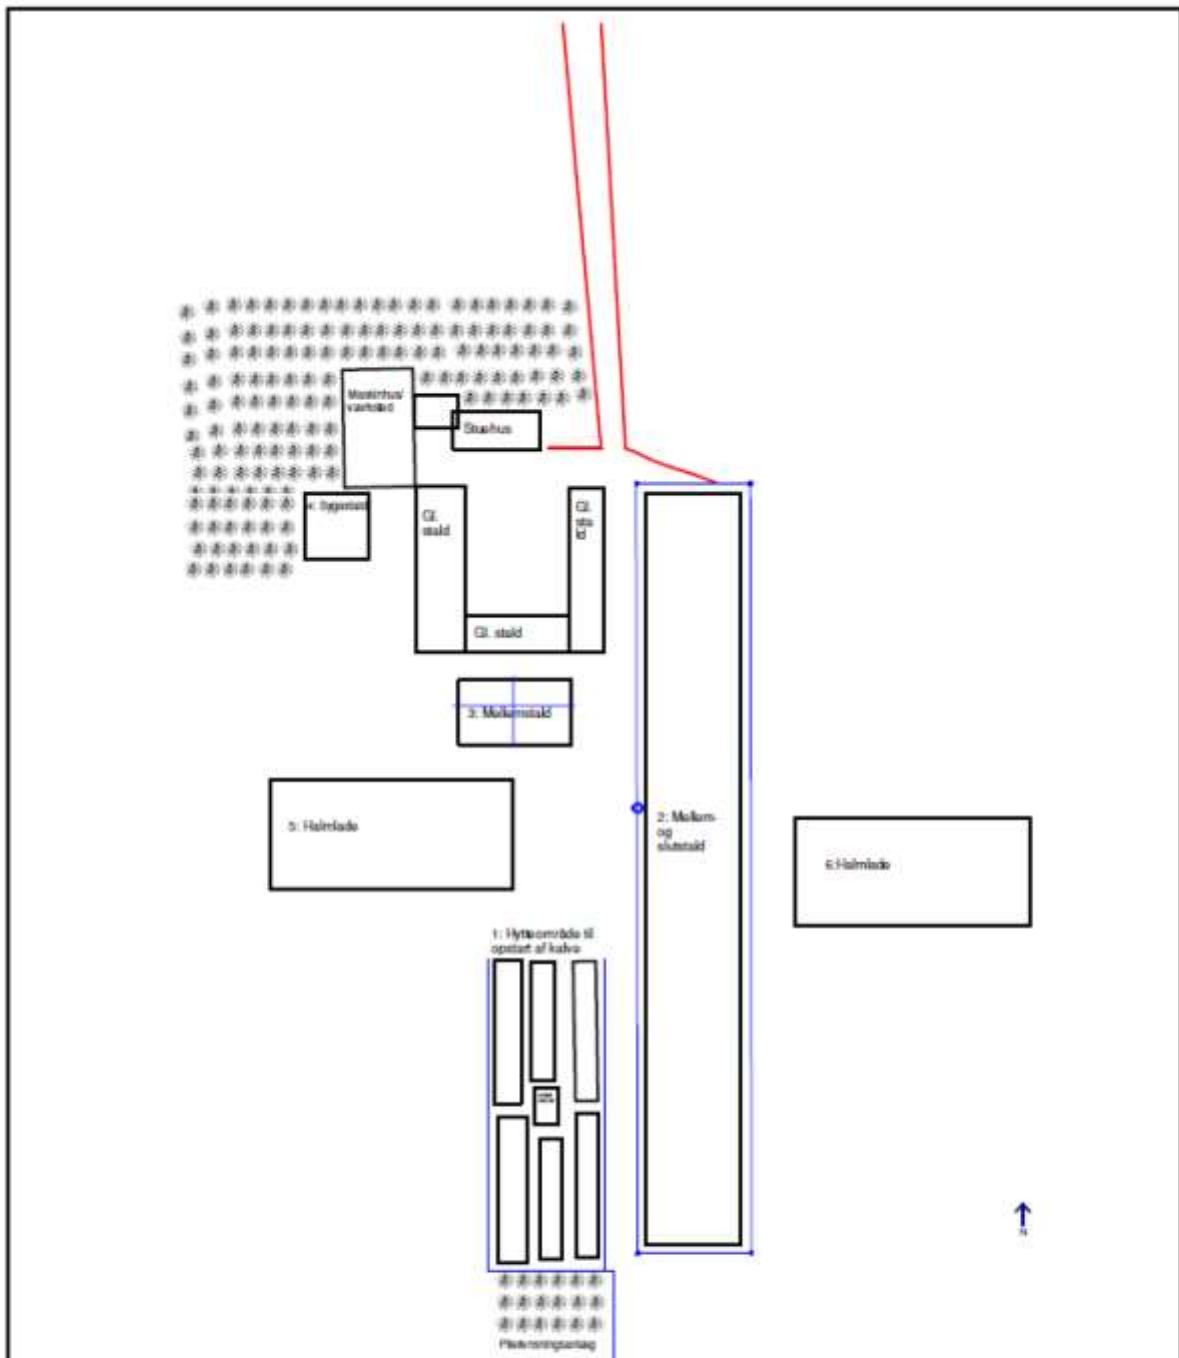 Maskinhus/
værksted
Stuehus
4: Sygestald
Gl.
stald
Gl.
sta
ld
Gl. stald
3: Mellemstald
5: Halmlade
2: Mellem-
og
slutstald
6:Halmlade
1: Hytteområde til
opstart af kalve
N
Pilerensningsanlæg